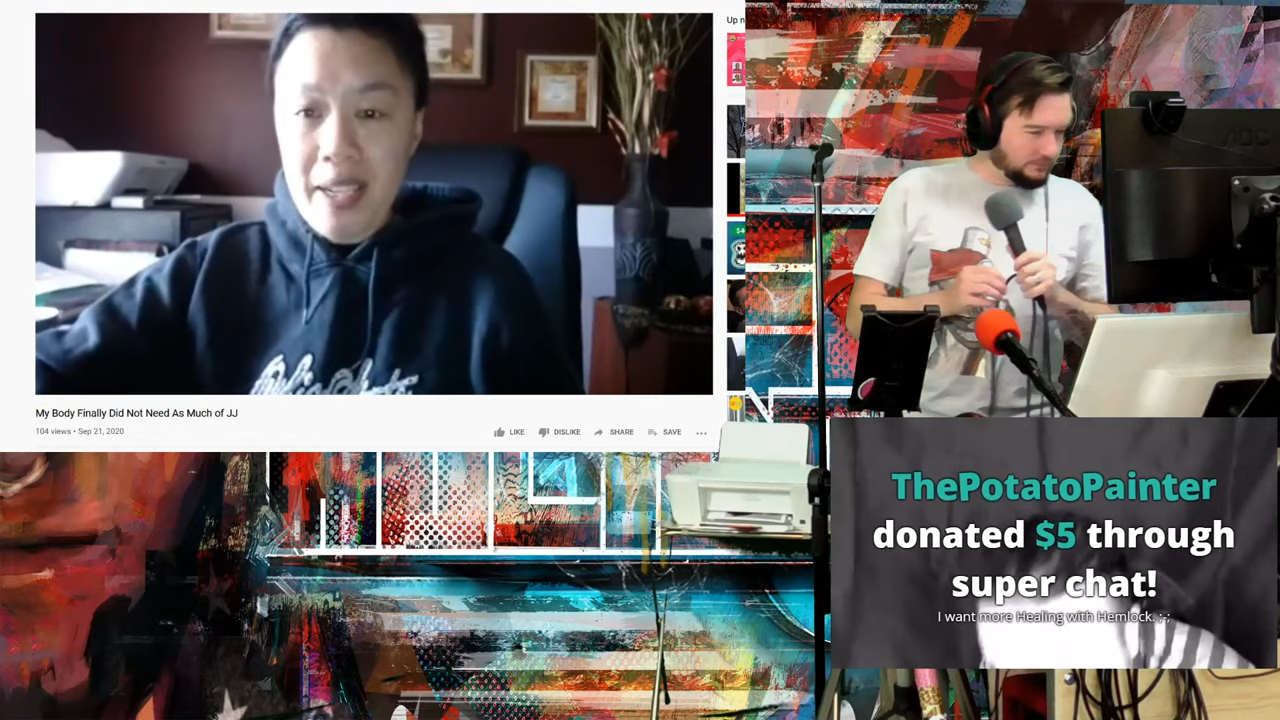 Up n
My Body Finally Did Not Need As Much of JJ
104 views • Sep 21, 2020
LIKE
DISLIKE
SHARE
SAVE
ThePotatoPainter
donated $5 through
super chat!
I want more Healing with Hemlock. ;-;